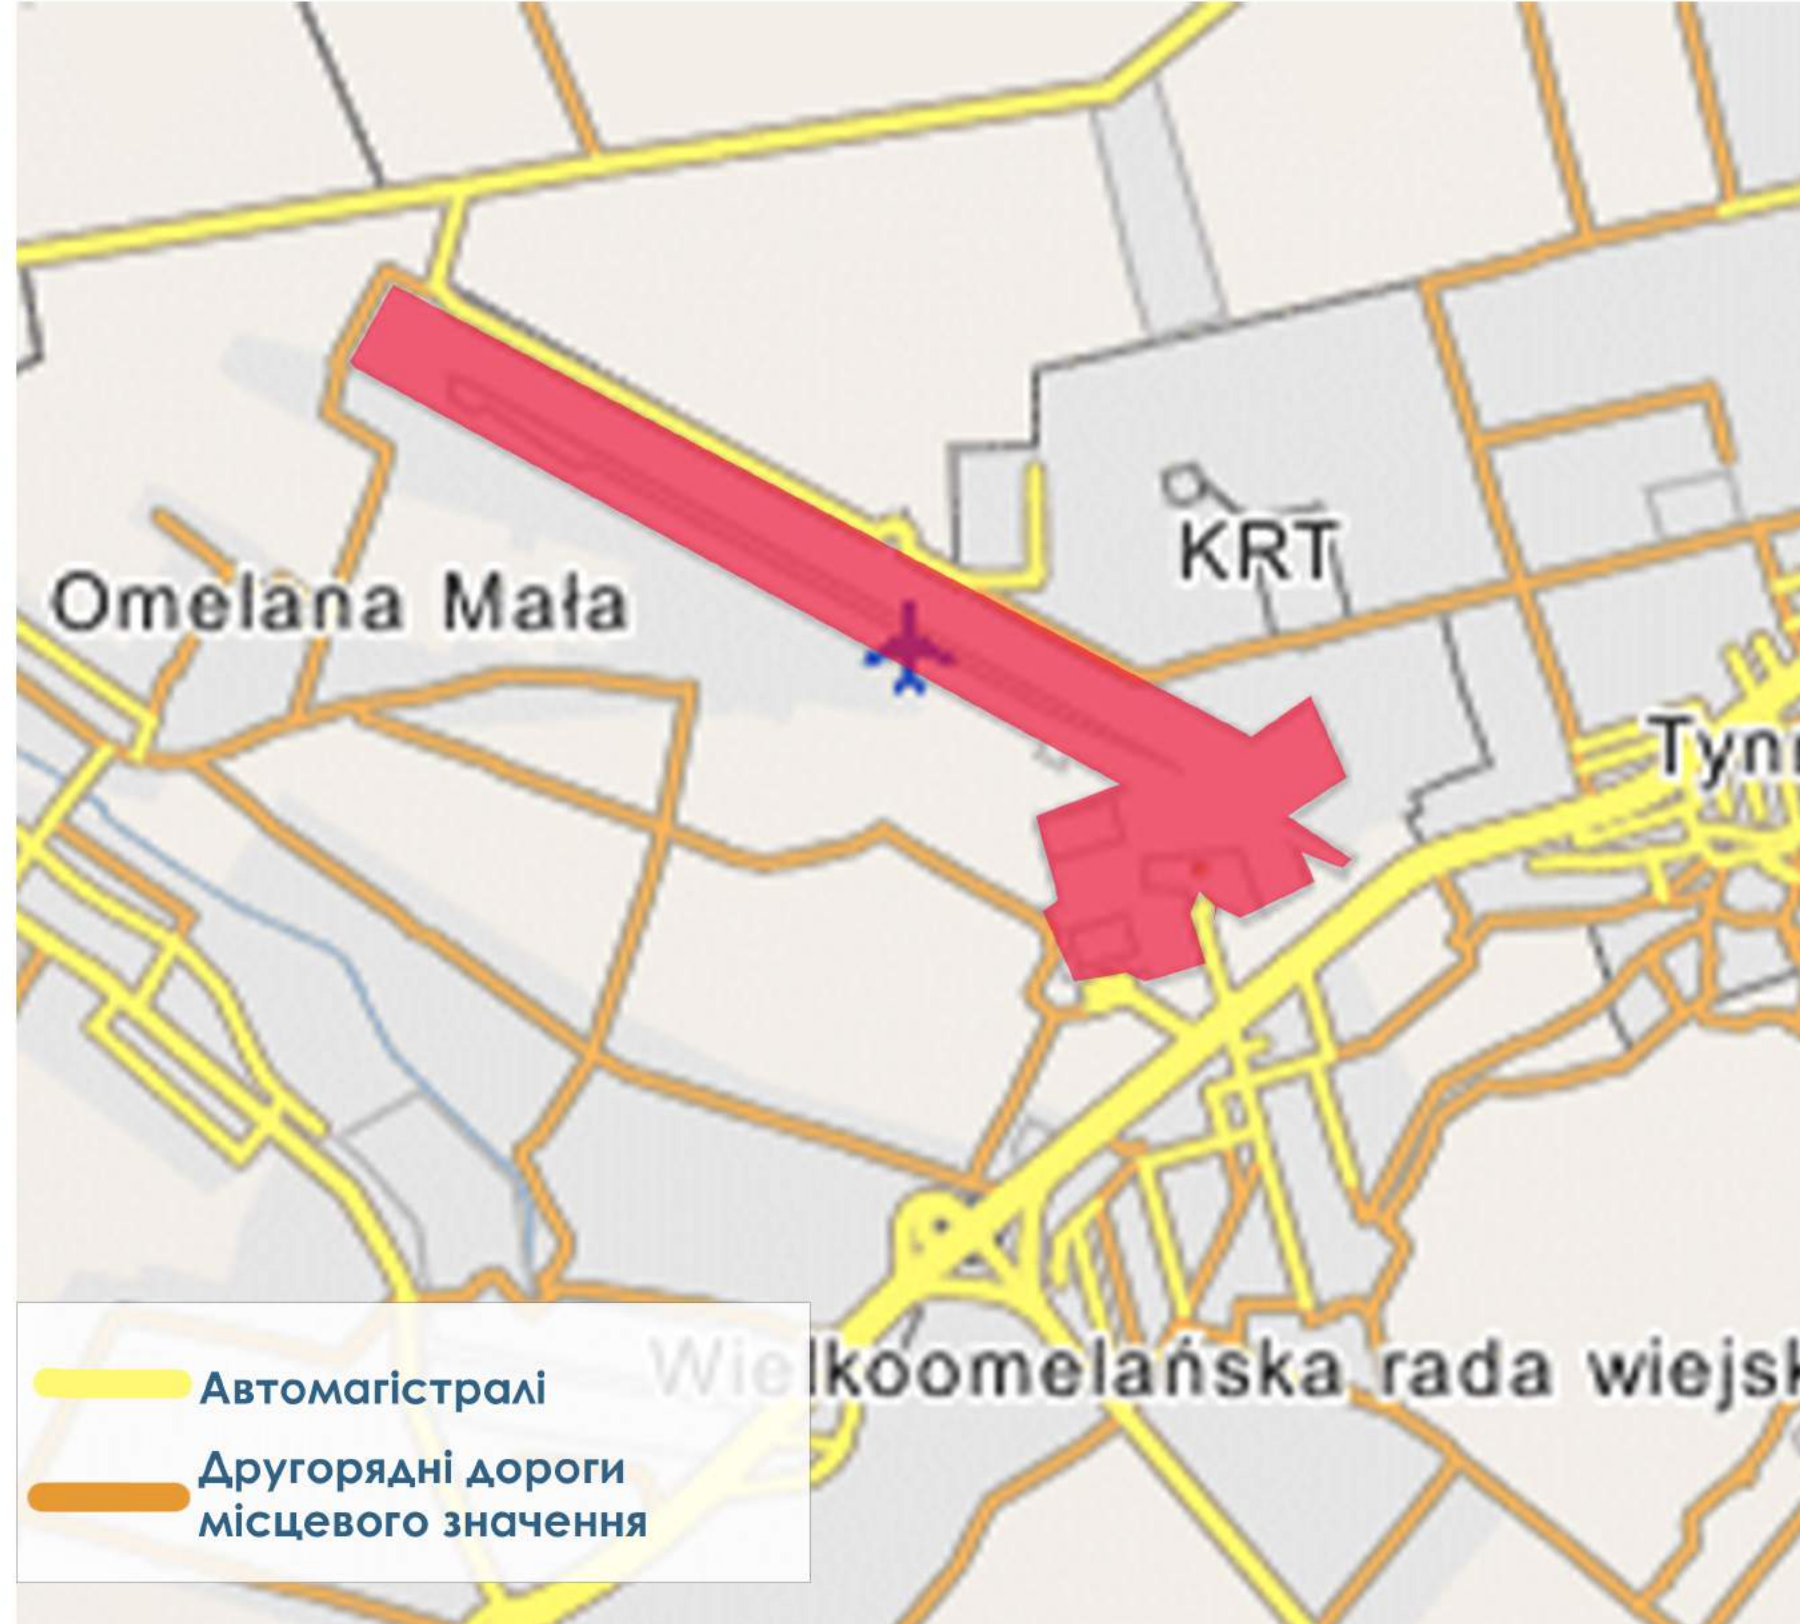 KRT
Omelana Mała
Tyn
Wielkoomelańska rada wiejsk
Автомагістралі
Другорядні дороги
місцевого значення